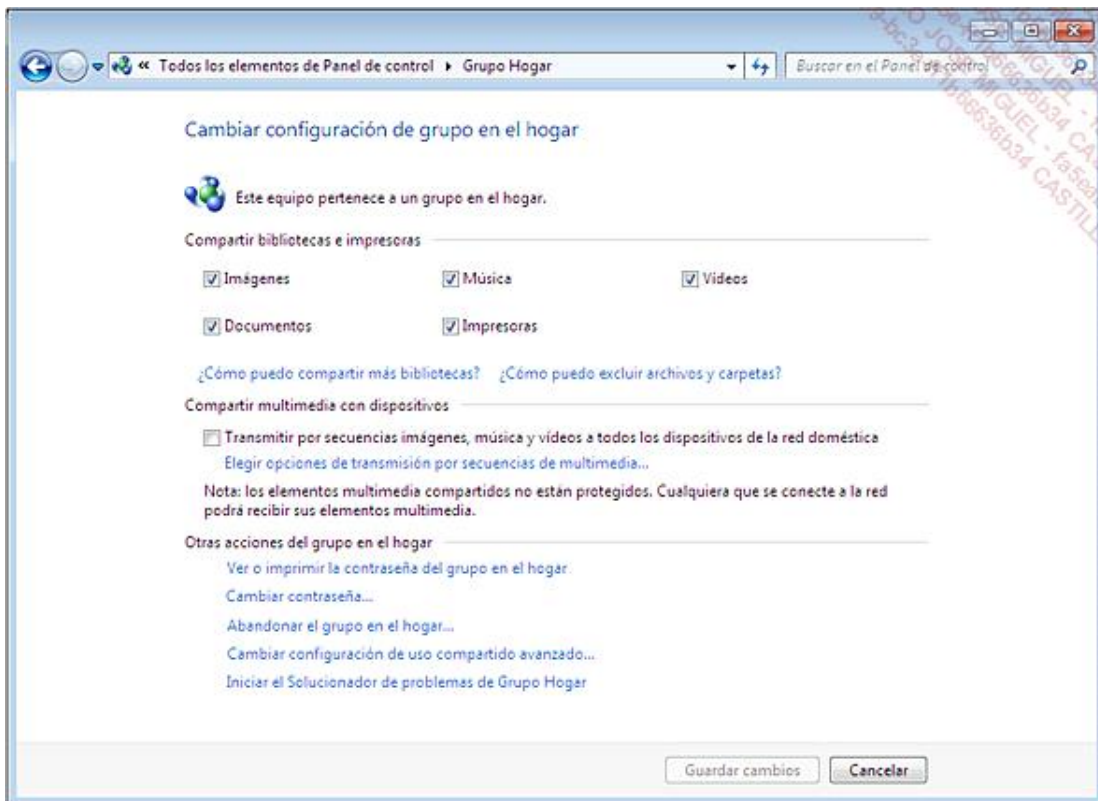 « Todos los elementos de Panel de control ▸ Grupo Hogar
Buscar en el Panel de control
Cambiar configuración de grupo en el hogar
Este equipo pertenece a un grupo en el hogar.
Compartir bibliotecas e impresoras
Imágenes Música Vídeos
Documentos Impresoras
¿Cómo puedo compartir más bibliotecas? ¿Cómo puedo excluir archivos y carpetas?
Compartir multimedia con dispositivos
Transmitir por secuencias imágenes, música y vídeos a todos los dispositivos de la red doméstica
Elegir opciones de transmisión por secuencias de multimedia...
Nota: los elementos multimedia compartidos no están protegidos. Cualquiera que se conecte a la red
podrá recibir sus elementos multimedia.
Otras acciones del grupo en el hogar
Ver o imprimir la contraseña del grupo en el hogar
Cambiar contraseña...
Abandonar el grupo en el hogar...
Cambiar configuración de uso compartido avanzado...
Iniciar el Solucionador de problemas de Grupo Hogar
Guardar cambios Cancelar
JOSE MIGUEL
MIGUEL